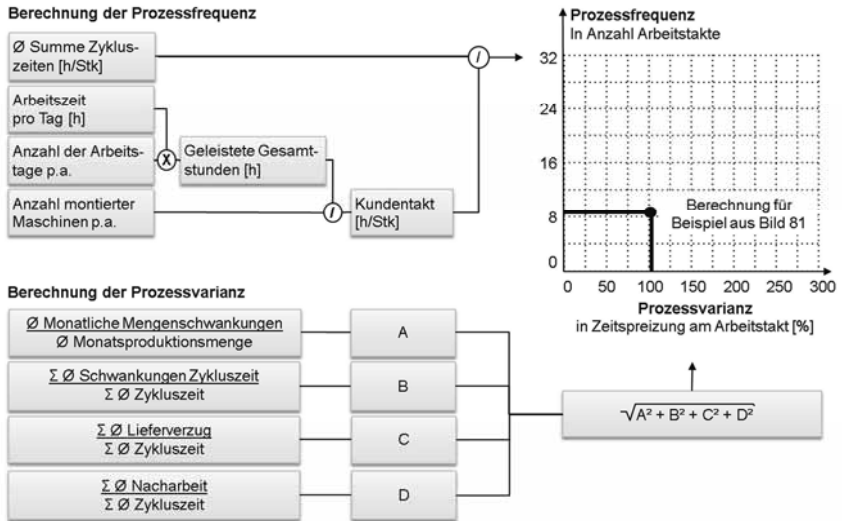 Berechnung der Prozessfrequenz
Ø Summe Zyklus-
zeiten [h/Stk]
Arbeitszeit
pro Tag [h]
Anzahl der Arbeits-
tage p.a.
X
Geleistete Gesamt-
stunden [h]
Anzahl montierter
Maschinen p.a.
/
Kundentakt
[h/Stk]
/
Prozessfrequenz
In Anzahl Arbeitstakte
32
24
16
8
0
Berechnung für
Beispiel aus Bild 81
0 50 100 150 200 250 300
Prozessvarianz
in Zeitspreizung am Arbeitstakt [%]
Berechnung der Prozessvarianz
Ø Monatliche Mengenschwankungen
Ø Monatsproduktionsmenge
A
Σ Ø Schwankungen Zykluszeit
Σ Ø Zykluszeit
B
Σ Ø Lieferverzug
Σ Ø Zykluszeit
C
Σ Ø Nacharbeit
Σ Ø Zykluszeit
D
√A² + B² + C² + D²